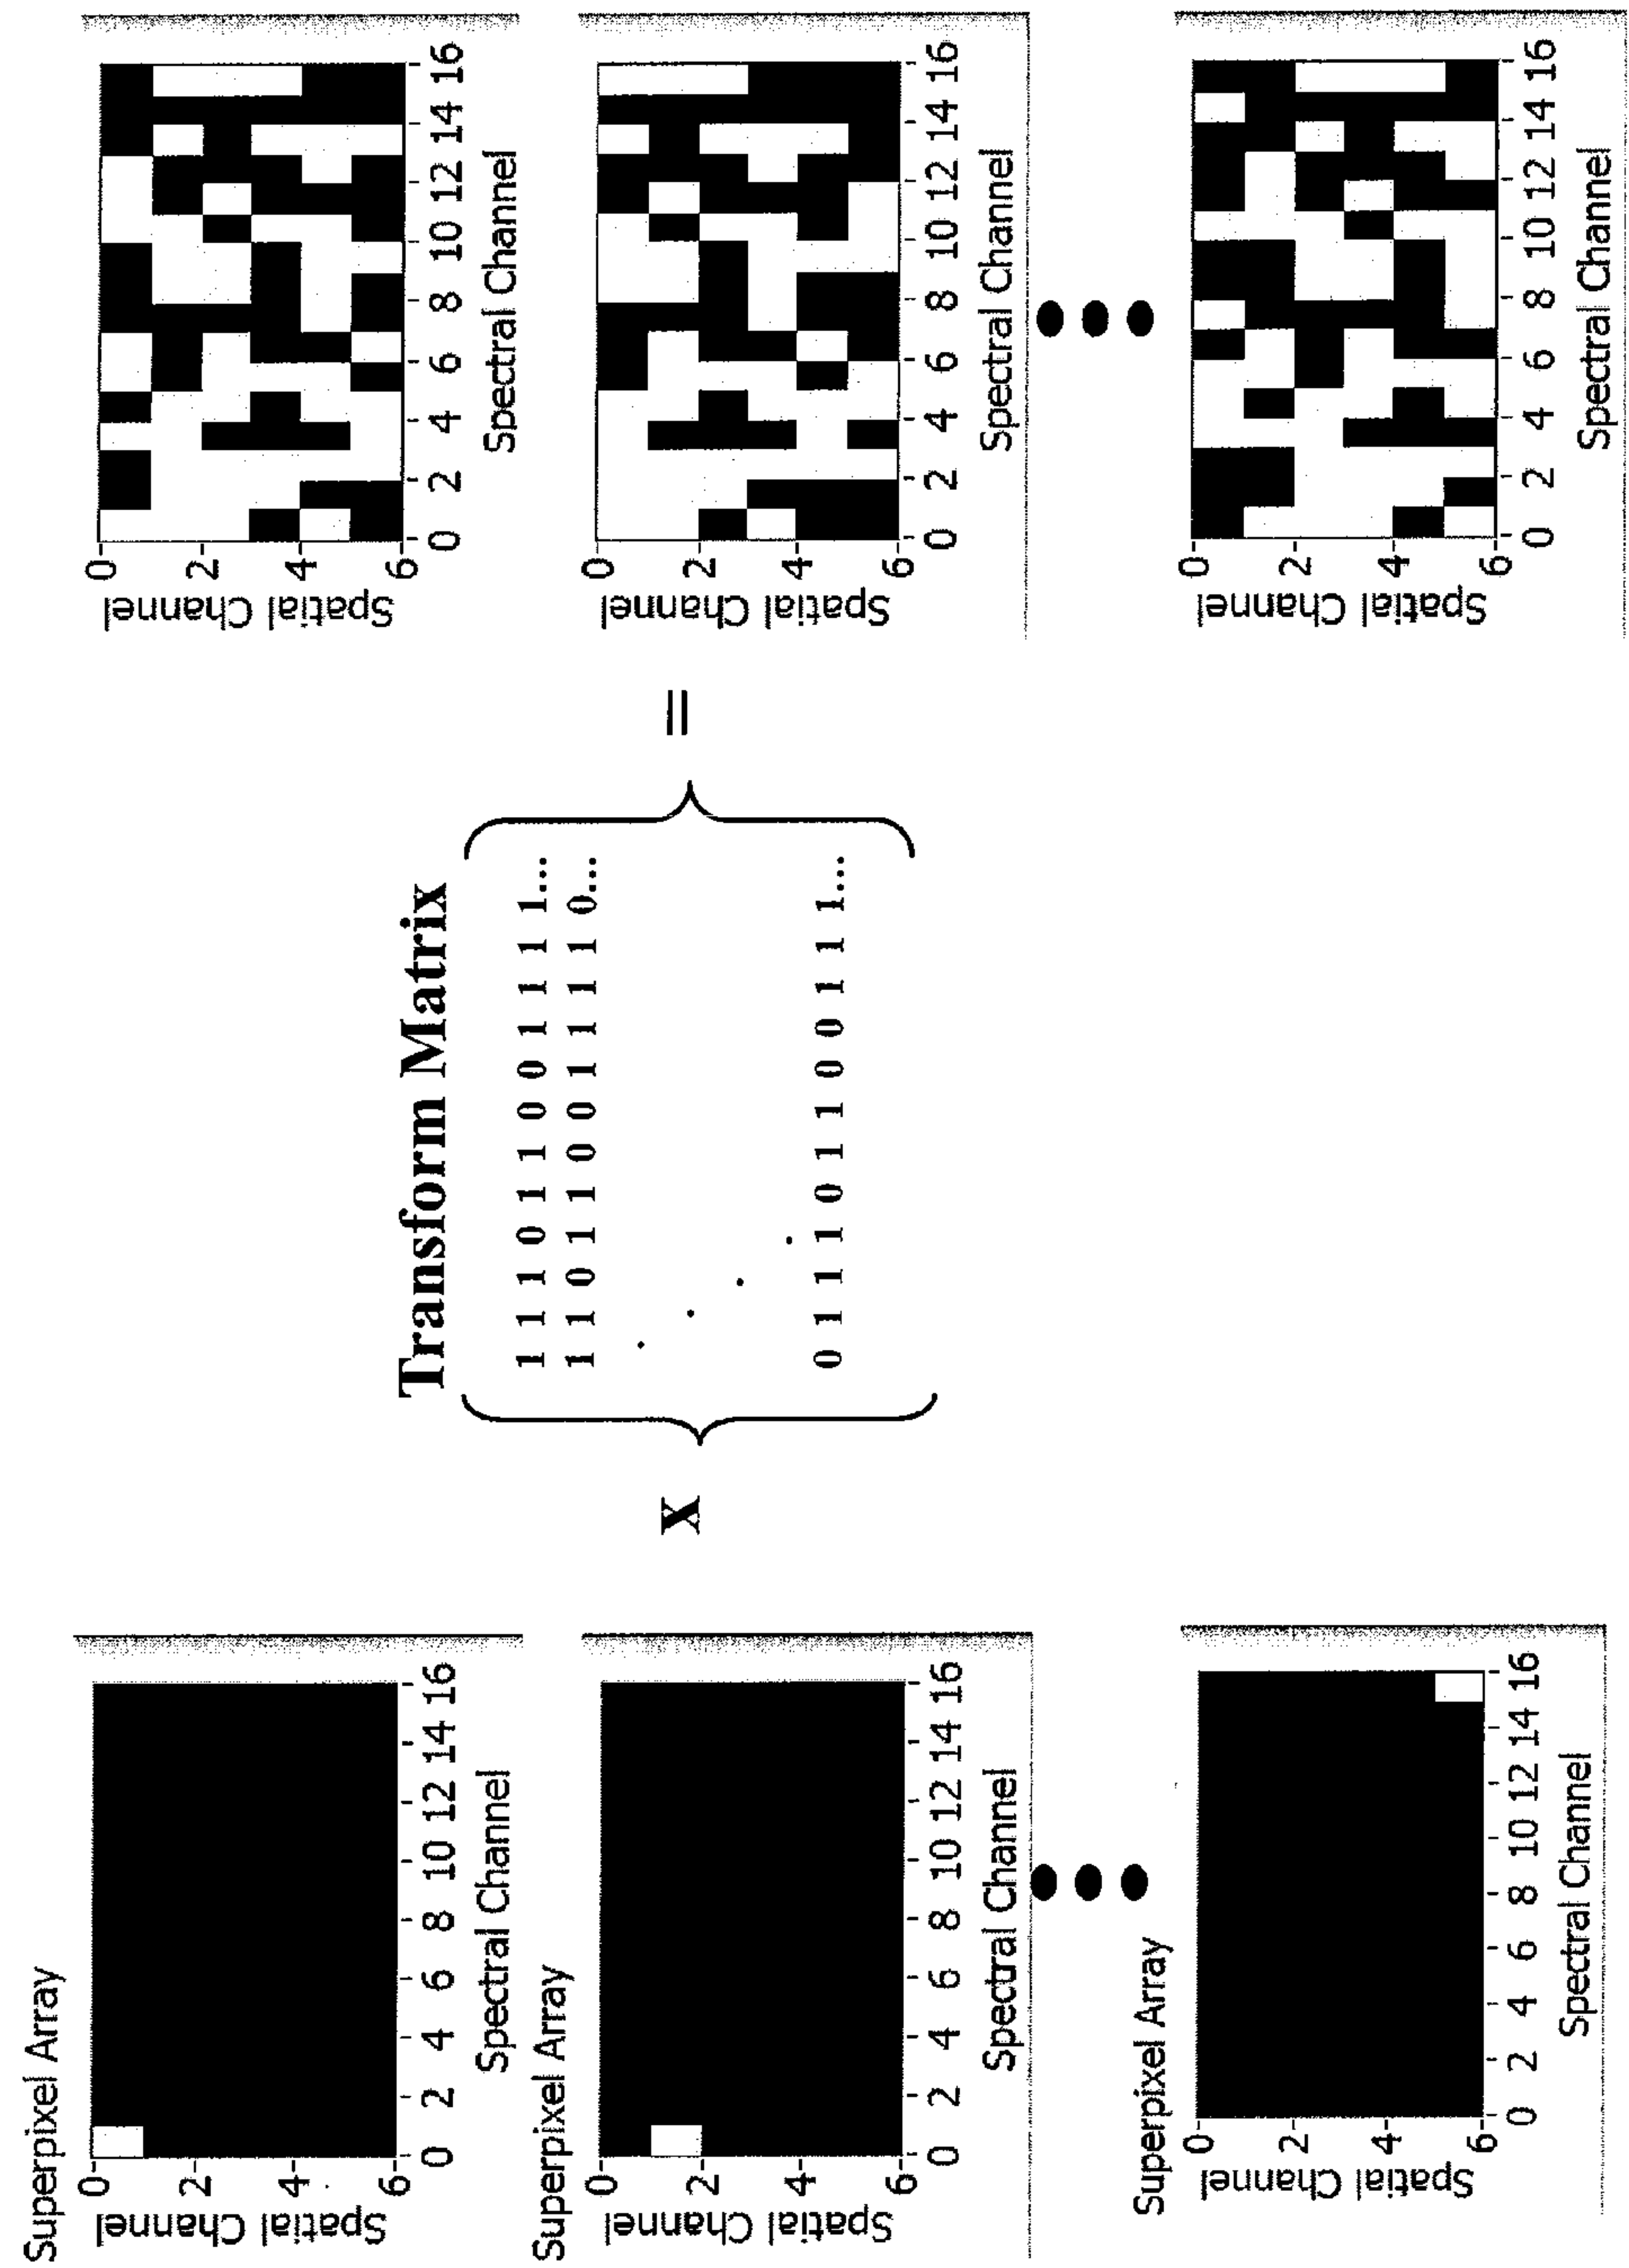 Superpixel Array
Spatial Channel
0
2
4
6
0 2 4 6 8 10 12 14 16
Spectral Channel
Superpixel Array
Spatial Channel
0
2
4
6
0 2 4 6 8 10 12 14 16
Spectral Channel
Superpixel Array
Spatial Channel
0
2
4
6
0 2 4 6 8 10 12 14 16
Spectral Channel
x
Transform Matrix
1 1 1 0 1 1 0 0 1 1 1 1...
1 1 0 1 1 0 0 1 1 1 1 0...
0 1 1 1 0 1 1 0 0 1 1 1...
=
Spatial Channel
0
2
4
6
0 2 4 6 8 10 12 14 16
Spectral Channel
Spatial Channel
0
2
4
6
0 2 4 6 8 10 12 14 16
Spectral Channel
Spatial Channel
0
2
4
6
0 2 4 6 8 10 12 14 16
Spectral Channel